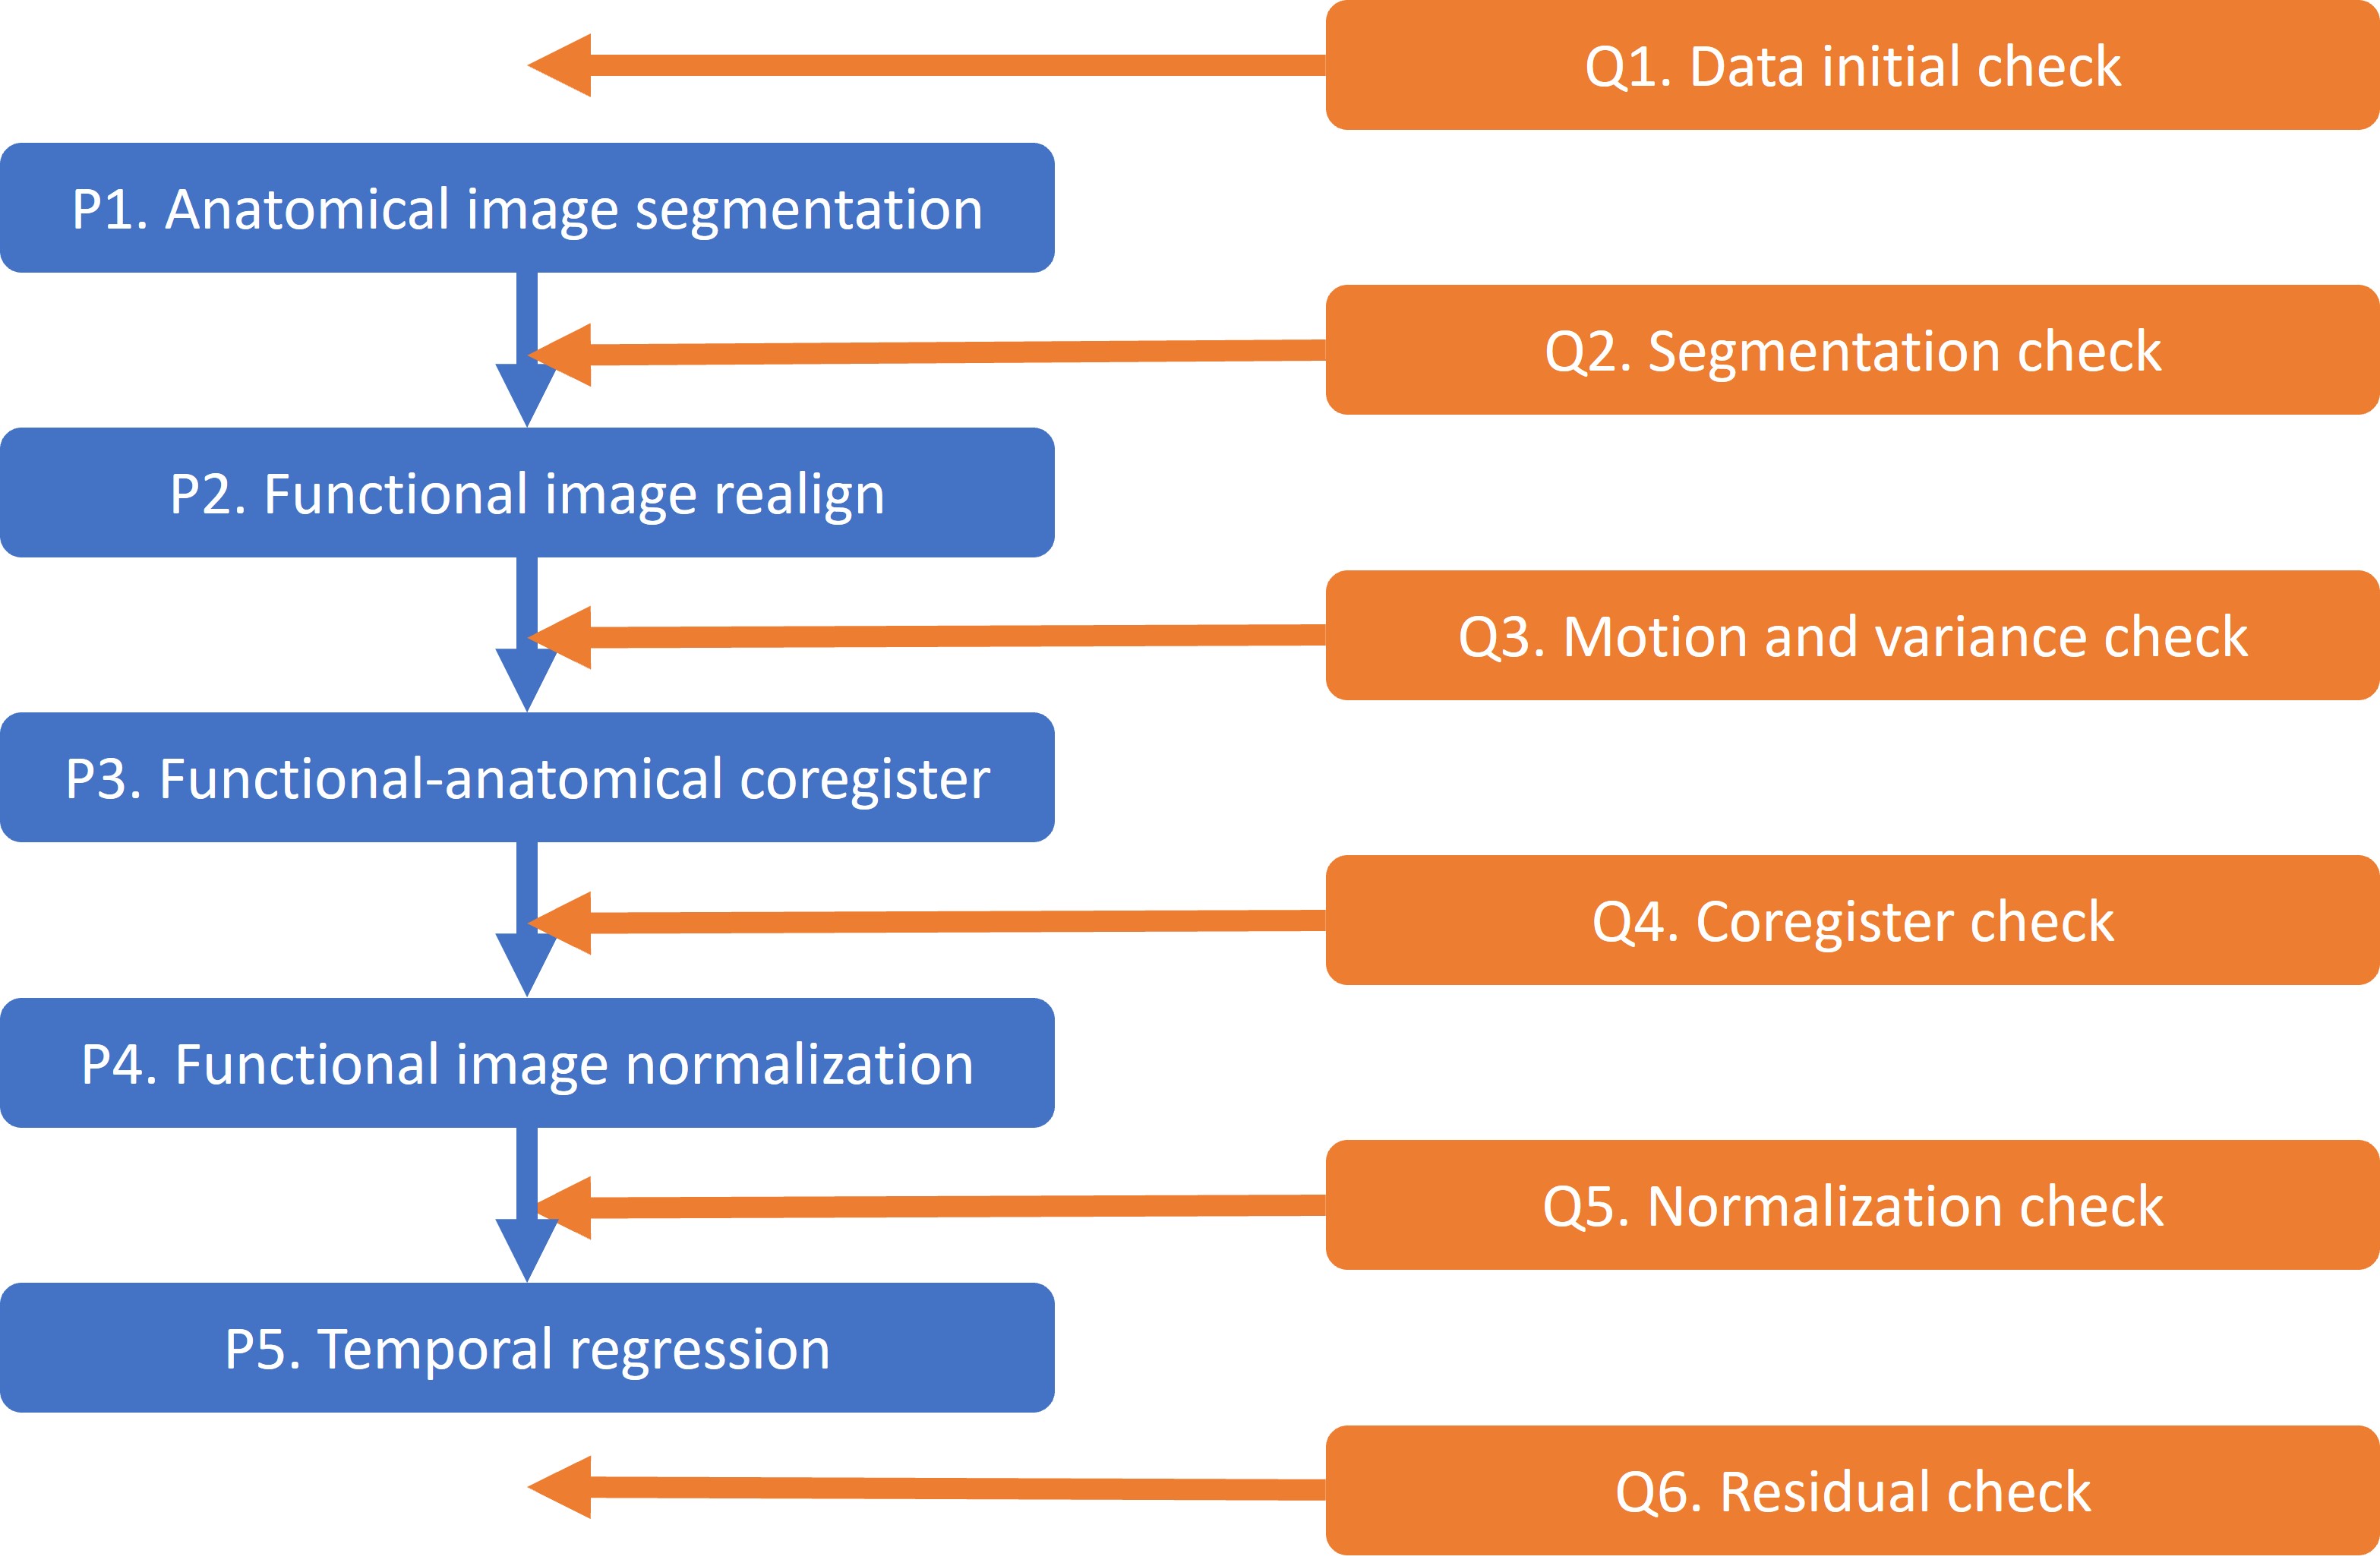 Q1. Data initial check
P1. Anatomical image segmentation
Q2. Segmentation check
P2. Functional image realign
Q3. Motion and variance check
P3. Functional-anatomical coregister
Q4. Coregister check
P4. Functional image normalization
Q5. Normalization check
P5. Temporal regression
Q6. Residual check